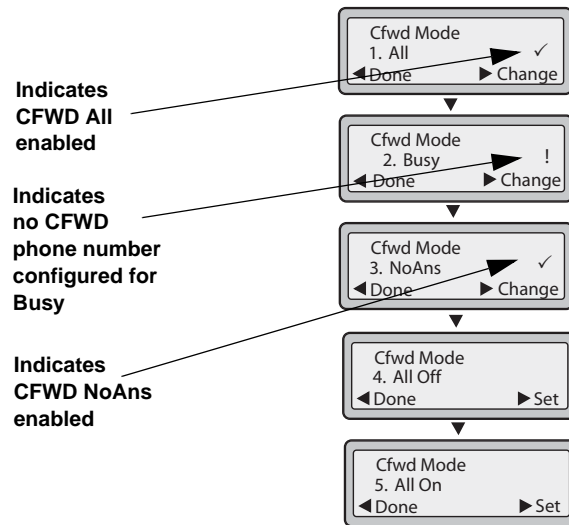 Cfwd Mode
1. All ✓
◀Done ▶Change
▼
Indicates
CFWD All
enabled
Cfwd Mode
2. Busy !
◀Done ▶Change
▼
Indicates
no CFWD
phone number
configured for
Busy
Cfwd Mode
3. NoAns ✓
◀Done ▶Change
▼
Indicates
CFWD NoAns
enabled
Cfwd Mode
4. All Off
◀Done ▶Set
▼
Cfwd Mode
5. All On
◀Done ▶Set